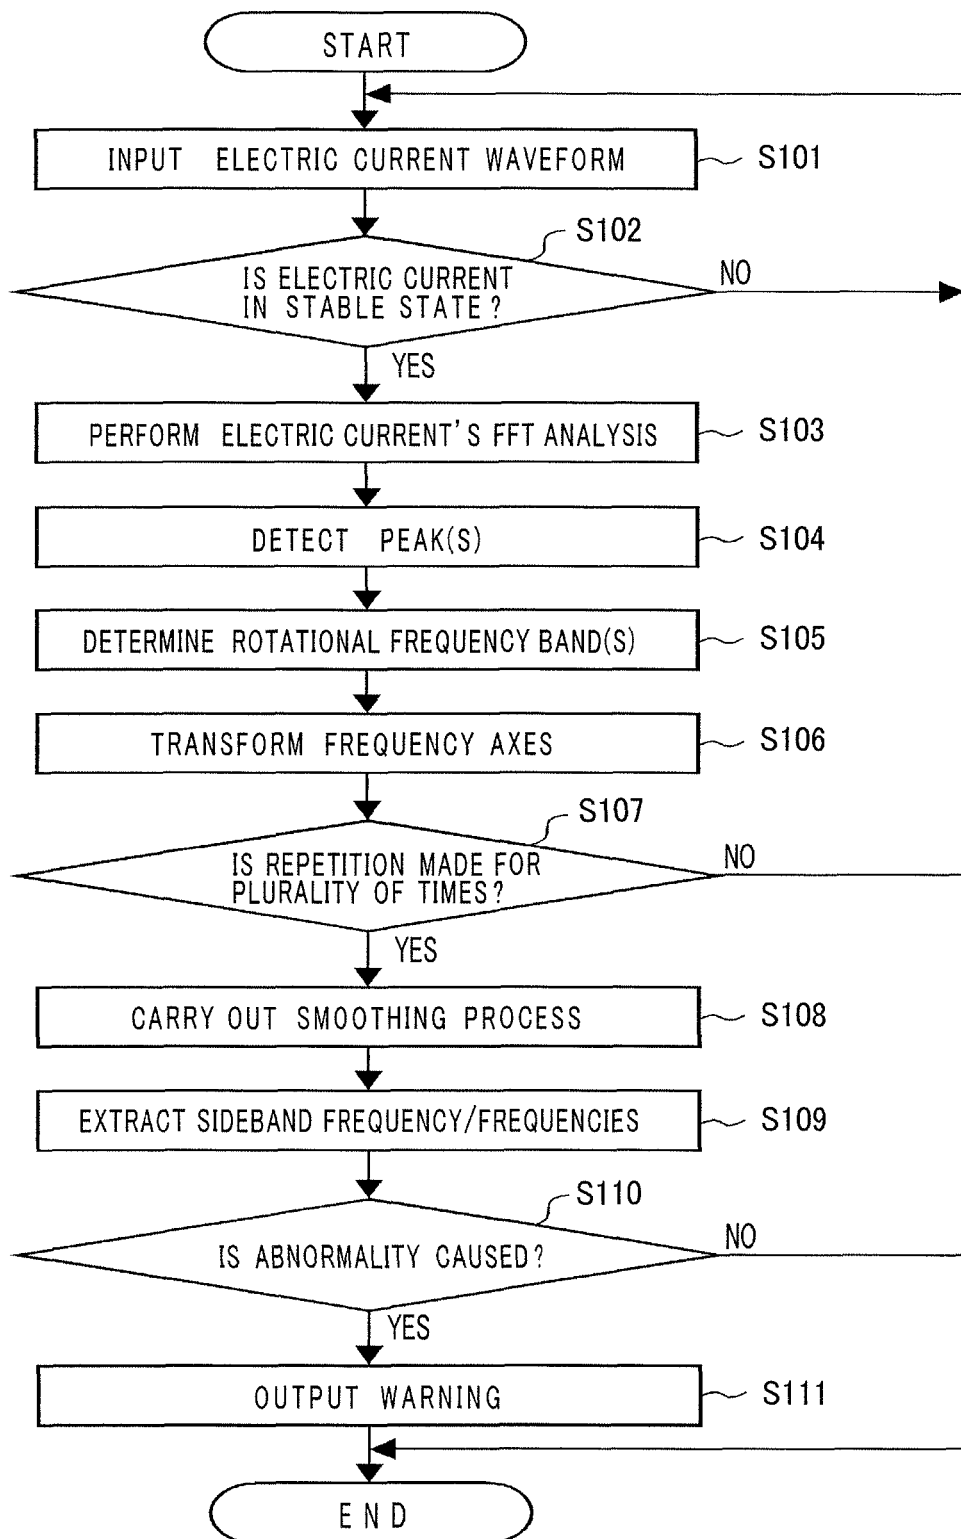 START
INPUT ELECTRIC CURRENT WAVEFORM
S101
S102
IS ELECTRIC CURRENT
IN STABLE STATE?
NO
YES
PERFORM ELECTRIC CURRENT'S FFT ANALYSIS
S103
DETECT PEAK(S)
S104
DETERMINE ROTATIONAL FREQUENCY BAND(S)
S105
TRANSFORM FREQUENCY AXES
S106
S107
IS REPETITION MADE FOR
PLURALITY OF TIMES?
NO
YES
CARRY OUT SMOOTHING PROCESS
S108
EXTRACT SIDEBAND FREQUENCY/FREQUENCIES
S109
S110
IS ABNORMALITY CAUSED?
NO
YES
OUTPUT WARNING
S111
END